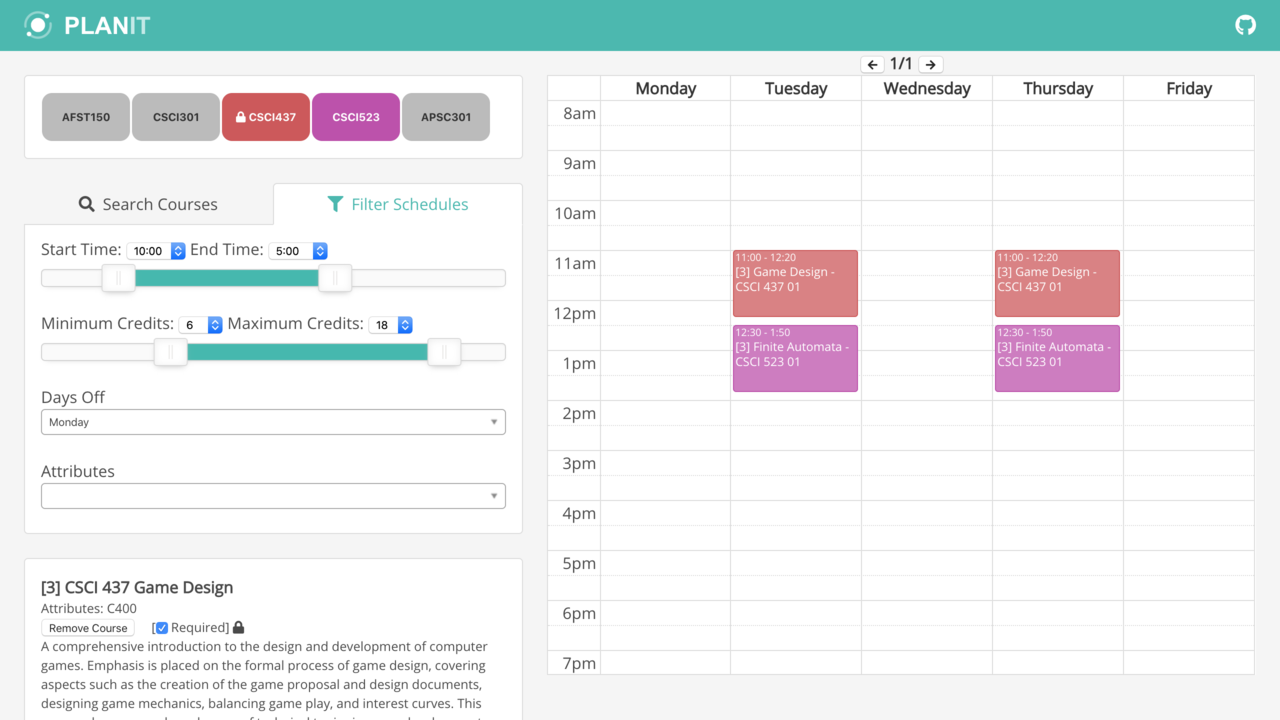 PLANIT
AFST150
CSCI301
CSCI437
CSCI523
APSC301
Search Courses
Filter Schedules
Start Time: 10:00 End Time: 5:00
Minimum Credits: 6 Maximum Credits: 18
Days Off
Monday
Attributes
[3] CSCI 437 Game Design
Attributes: C400
Remove Course [Required]
A comprehensive introduction to the design and development of computer
games. Emphasis is placed on the formal process of game design, covering
aspects such as the creation of the game proposal and design documents,
designing game mechanics, balancing game play, and interest curves. This
1/1
Monday Tuesday Wednesday Thursday Friday
8am
9am
10am
11am
12pm
1pm
2pm
3pm
4pm
5pm
6pm
7pm
11:00 - 12:20
[3] Game Design -
CSCI 437 01
12:30 - 1:50
[3] Finite Automata -
CSCI 523 01
11:00 - 12:20
[3] Game Design -
CSCI 437 01
12:30 - 1:50
[3] Finite Automata -
CSCI 523 01